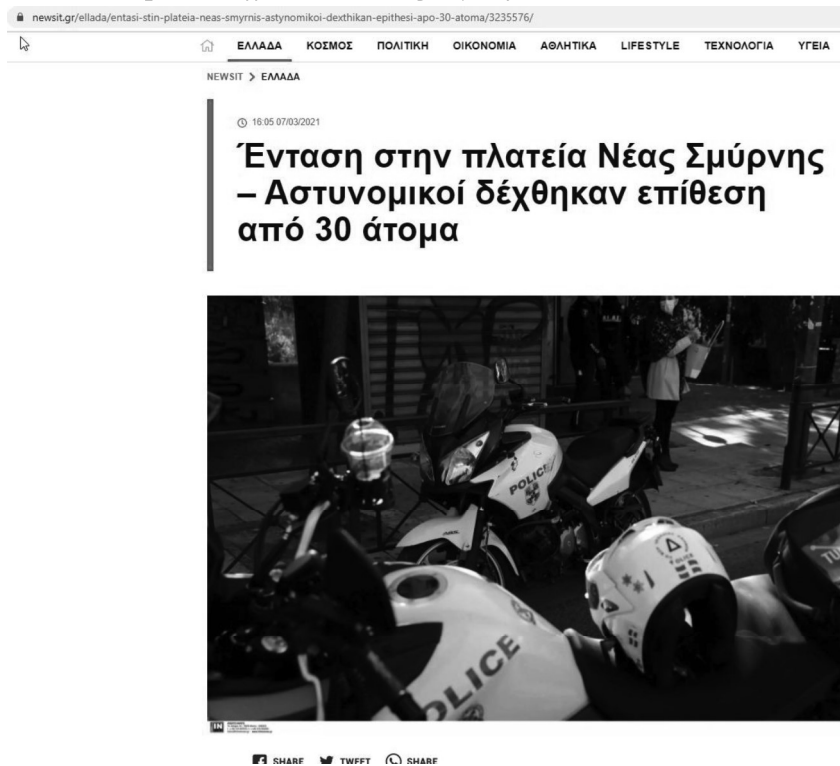 newsit.gr/ellada/entasi-stin-plateia-neas-smyrnis-astynomikoi-dexthikan-epithesi-apo-30-atoma/3235576/
ΕΛΛΑΔΑ ΚΟΣΜΟΣ ΠΟΛΙΤΙΚΗ ΟΙΚΟΝΟΜΙΑ ΑΘΛΗΤΙΚΑ LIFESTYLE ΤΕΧΝΟΛΟΓΙΑ ΥΓΕΙΑ
NEWSIT > ΕΛΛΑΔΑ
16:05 07/03/2021
Ένταση στην πλατεία Νέας Σμύρνης
– Αστυνομικοί δέχθηκαν επίθεση
από 30 άτομα
POLICE
POLICE
IN
SHARE TWEET SHARE